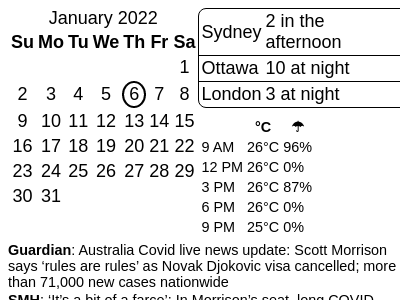 January 2022
Su Mo Tu We Th Fr Sa
1
2 3 4 5 6 7 8
9 10 11 12 13 14 15
16 17 18 19 20 21 22
23 24 25 26 27 28 29
30 31
Sydney 2 in the
afternoon
Ottawa 10 at night
London 3 at night
°C ☂
9 AM 26°C 96%
12 PM 26°C 0%
3 PM 26°C 87%
6 PM 26°C 0%
9 PM 25°C 0%
Guardian: Australia Covid live news update: Scott Morrison
says ‘rules are rules’ as Novak Djokovic visa cancelled; more
than 71,000 new cases nationwide
SMH: ‘It’s a bit of a farce’: In Morrison’s seat, long COVID